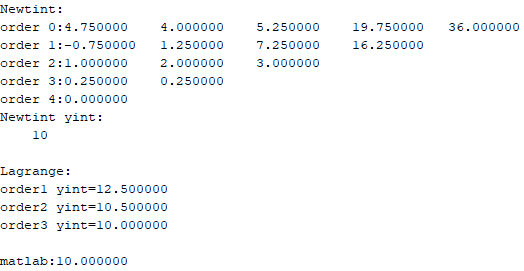 Newtint:
order 0:4.750000    4.000000    5.250000    19.750000   36.000000
order 1:-0.750000   1.250000    7.250000    16.250000
order 2:1.000000    2.000000    3.000000
order 3:0.250000    0.250000
order 4:0.000000
Newtint yint:
    10
Lagrange:
order1 yint=12.500000
order2 yint=10.500000
order3 yint=10.000000
matlab:10.000000